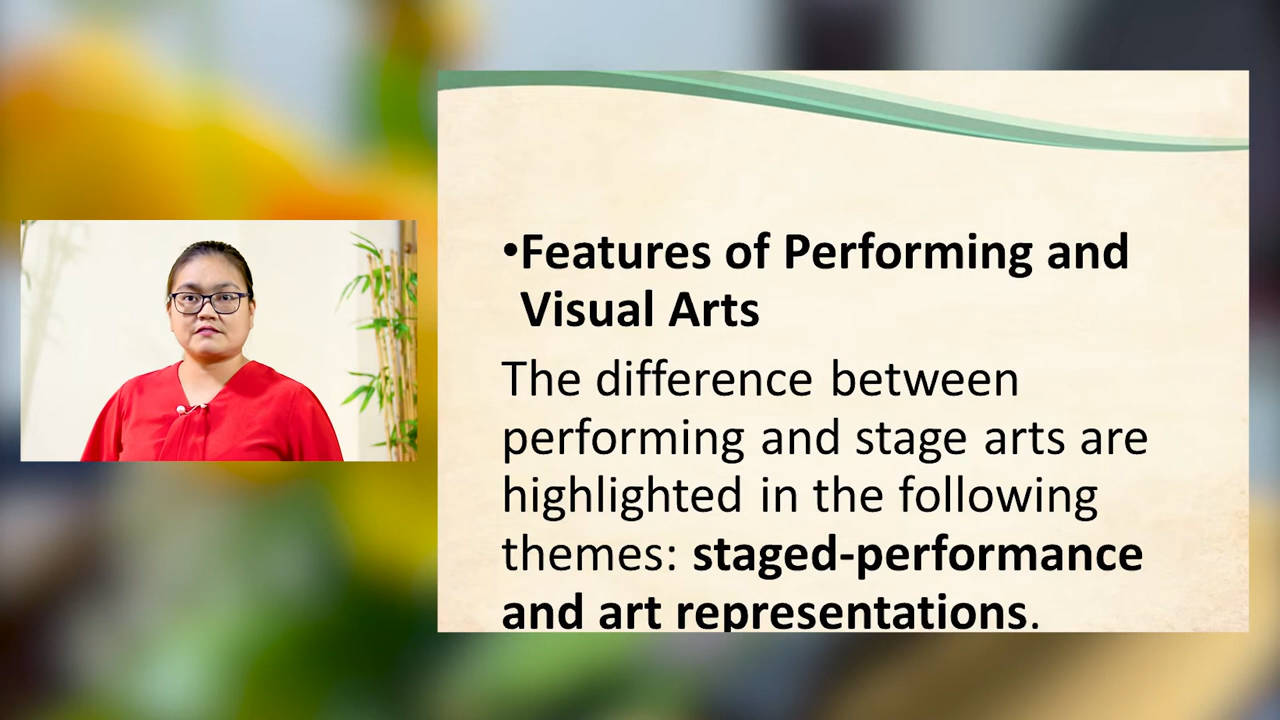 •Features of Performing and
Visual Arts
The difference between
performing and stage arts are
highlighted in the following
themes: staged-performance
and art representations.